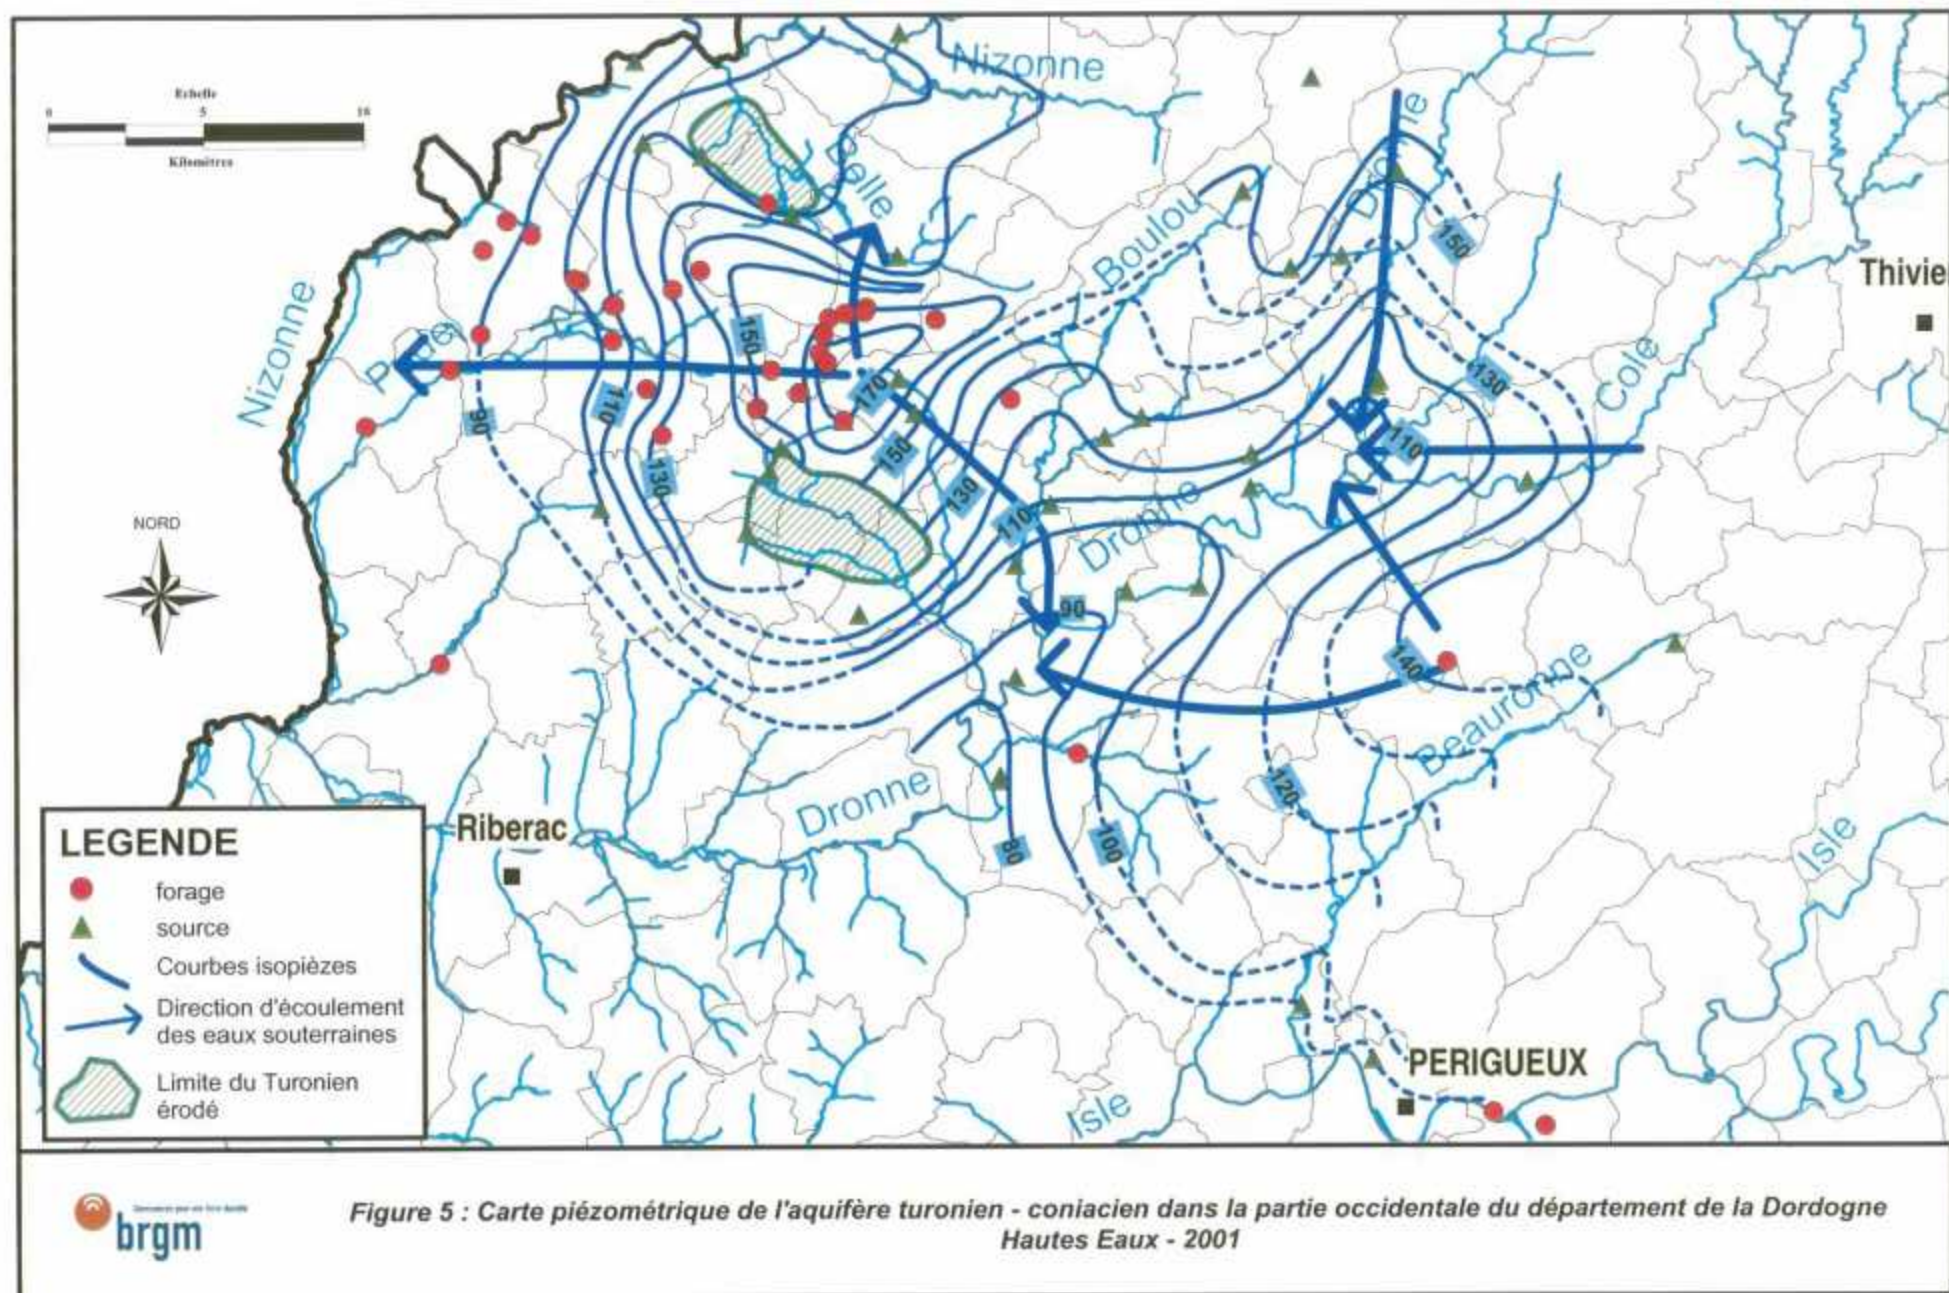 Echelle
0 5 10
Kilomètres
Nizonne
Belle
Boulou
Dronne
150
Thivie
Nizonne
Cole
130
150
170
90
110
130
150
130
110
110
Dronne
NORD
90
140
Beauronne
Dronne
120
80
100
Isle
Riberac
LEGENDE
forage
source
Courbes isopièzes
Direction d'écoulement
des eaux souterraines
Limite du Turonien
érodé
PERIGUEUX
Isle
brgm
Figure 5 : Carte piézométrique de l'aquifère turonien - coniacien dans la partie occidentale du département de la Dordogne
Hautes Eaux - 2001